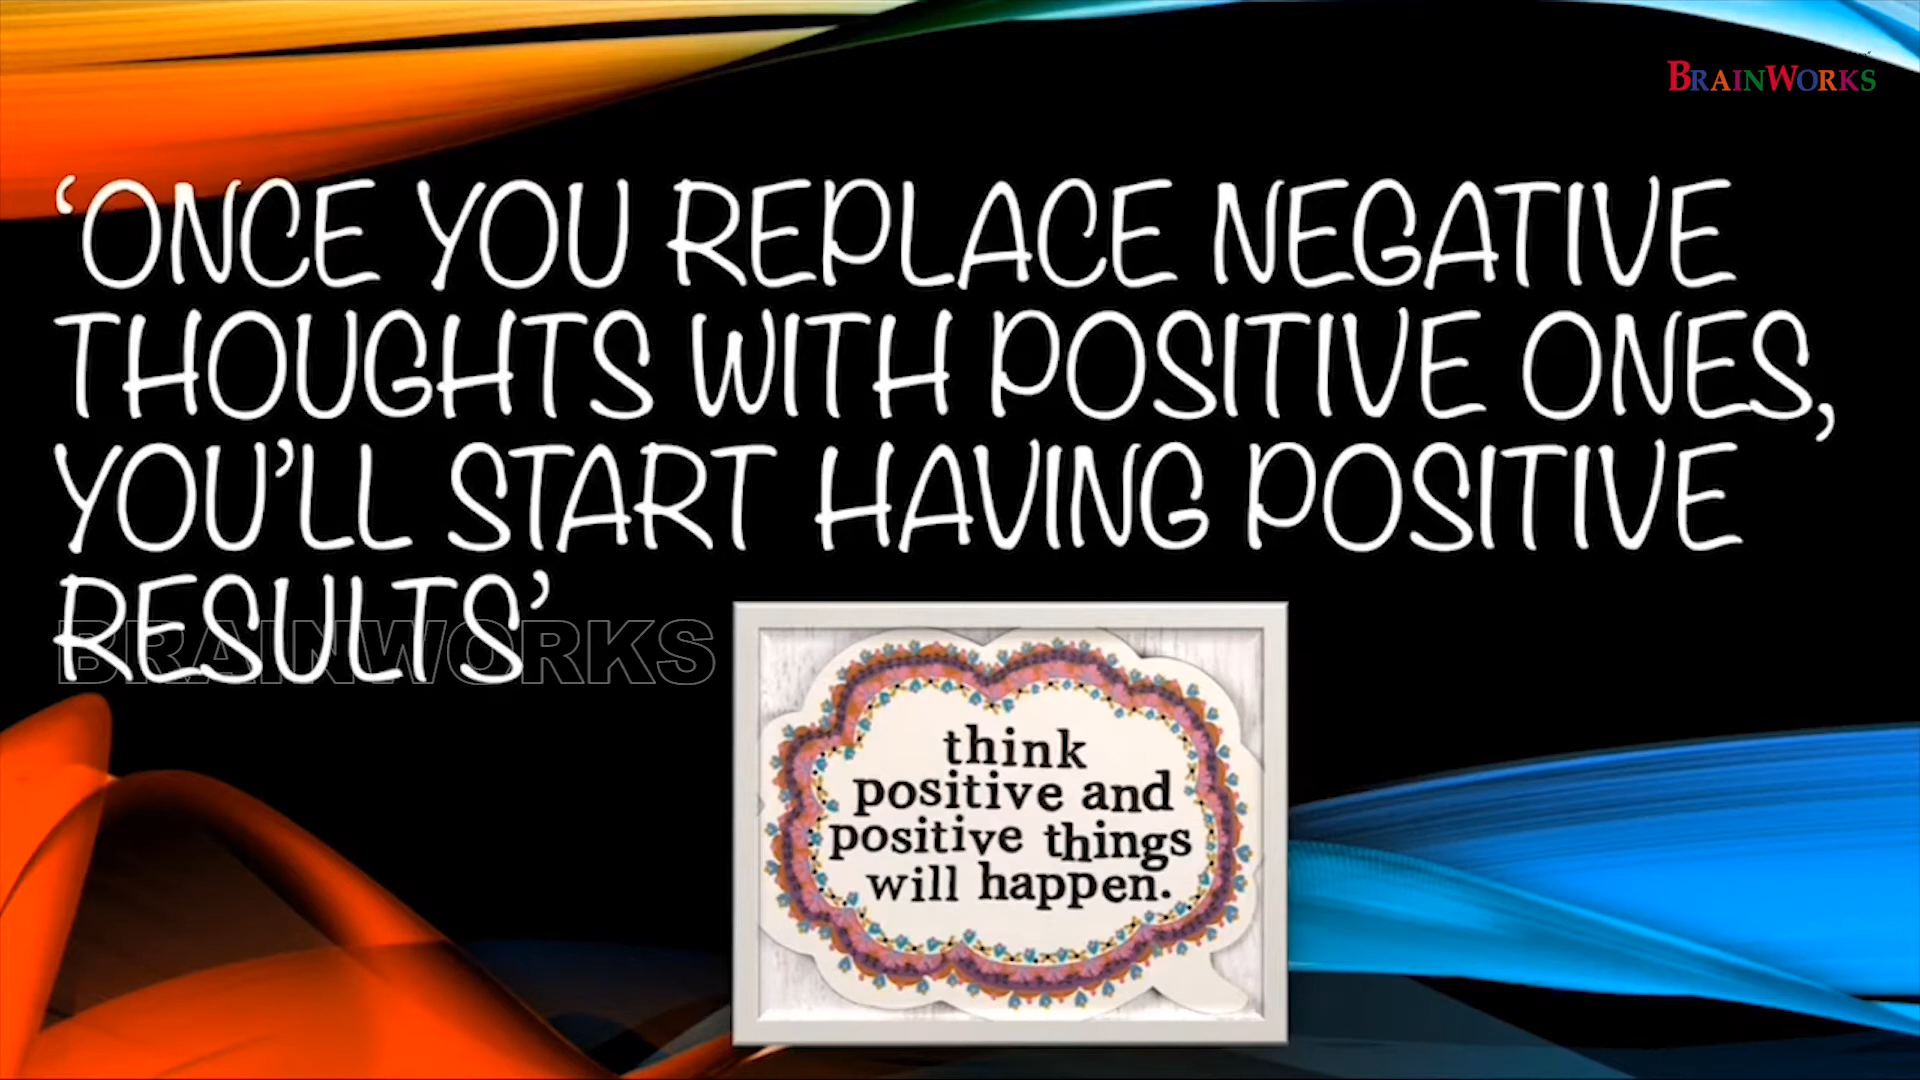 BRAINWORKS
‘ONCE YOU REPLACE NEGATIVE
THOUGHTS WITH POSITIVE ONES,
YOU’LL START HAVING POSITIVE
RESULTS’
BRAINWORKS
think
positive and
positive things
will happen.